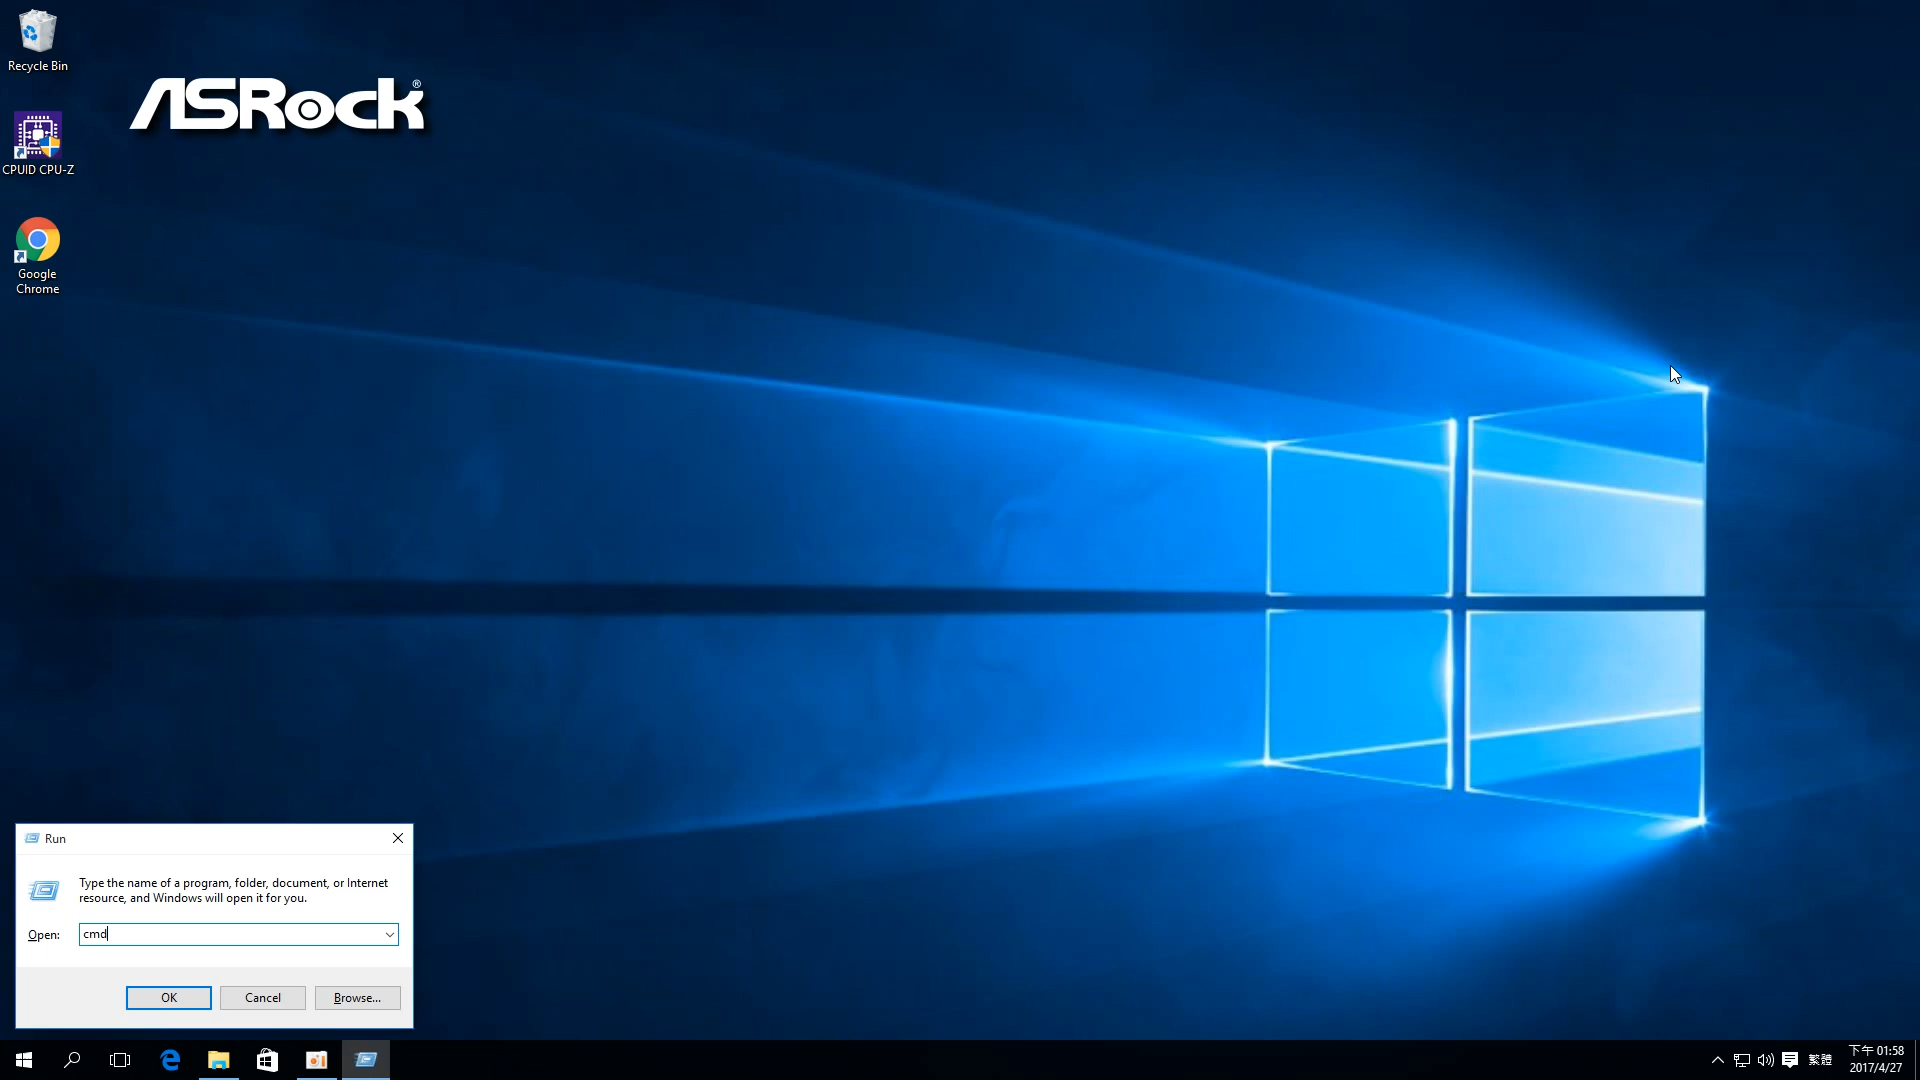 Recycle Bin
ASRock®
CPUID CPU-Z
Google
Chrome
Run
Type the name of a program, folder, document, or Internet
resource, and Windows will open it for you.
Open:
cmd
OK
Cancel
Browse...
繁體
下午 01:58
2017/4/27